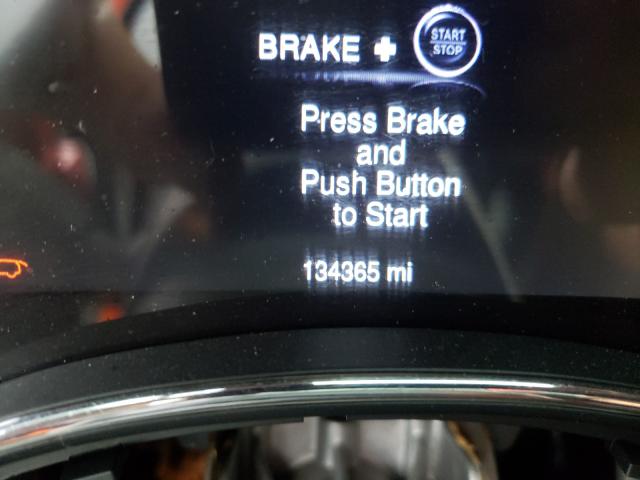 BRAKE + START
STOP
Press Brake
and
Push Button
to Start
134365 mi